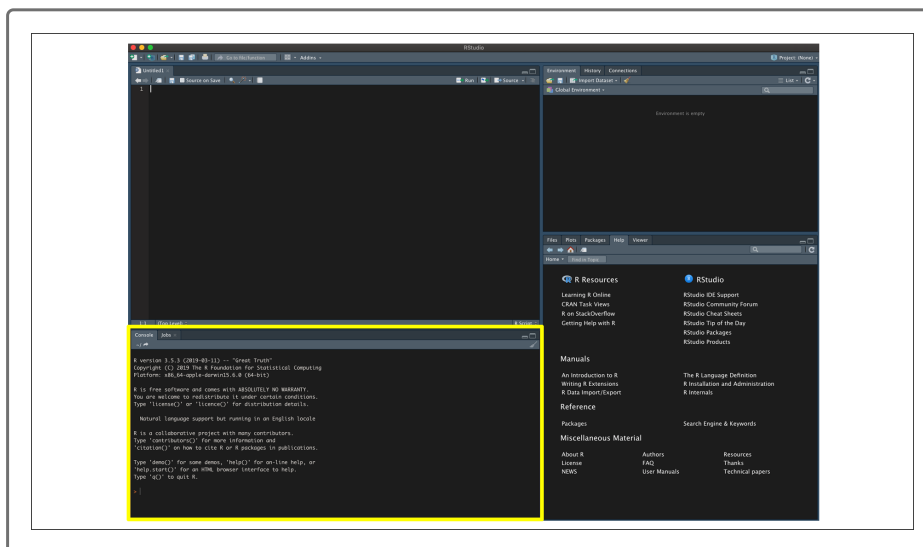 RStudio
Go to file/function
Addins
Project: (None)
Untitled1
Source on Save
Run
Source
1
1:1 (Top Level)
R Script
Console Jobs
~/
R version 3.5.3 (2019-03-11) -- "Great Truth"
Copyright (C) 2019 The R Foundation for Statistical Computing
Platform: x86_64-apple-darwin15.6.0 (64-bit)
R is free software and comes with ABSOLUTELY NO WARRANTY.
You are welcome to redistribute it under certain conditions.
Type 'license()' or 'licence()' for distribution details.
Natural language support but running in an English locale
R is a collaborative project with many contributors.
Type 'contributors()' for more information and
'citation()' on how to cite R or R packages in publications.
Type 'demo()' for some demos, 'help()' for on-line help, or
'help.start()' for an HTML browser interface to help.
Type 'q()' to quit R.
>
Environment History Connections
Import Dataset
List
Global Environment
Environment is empty
Files Plots Packages Help Viewer
Home Find in Topic
R Resources
Learning R Online
CRAN Task Views
R on StackOverflow
Getting Help with R
RStudio
RStudio IDE Support
RStudio Community Forum
RStudio Cheat Sheets
RStudio Tip of the Day
RStudio Packages
RStudio Products
Manuals
An Introduction to R
Writing R Extensions
R Data Import/Export
The R Language Definition
R Installation and Administration
R Internals
Reference
Packages
Search Engine & Keywords
Miscellaneous Material
About R
License
NEWS
Authors
FAQ
User Manuals
Resources
Thanks
Technical papers